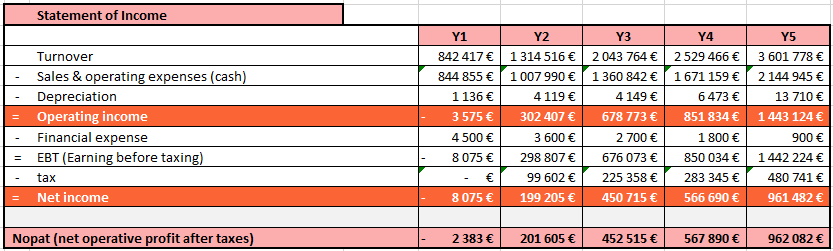 Statement of Income
Y1 Y2 Y3 Y4 Y5
Turnover 842 417 € 1 314 516 € 2 043 764 € 2 529 466 € 3 601 778 €
- Sales & operating expenses (cash) 844 855 € 1 007 990 € 1 360 842 € 1 671 159 € 2 144 945 €
- Depreciation 1 136 € 4 119 € 4 149 € 6 473 € 13 710 €
= Operating income - 3 575 € 302 407 € 678 773 € 851 834 € 1 443 124 €
- Financial expense 4 500 € 3 600 € 2 700 € 1 800 € 900 €
= EBT (Earning before taxing) - 8 075 € 298 807 € 676 073 € 850 034 € 1 442 224 €
- tax - € 99 602 € 225 358 € 283 345 € 480 741 €
= Net income - 8 075 € 199 205 € 450 715 € 566 690 € 961 482 €
Nopat (net operative profit after taxes) - 2 383 € 201 605 € 452 515 € 567 890 € 962 082 €